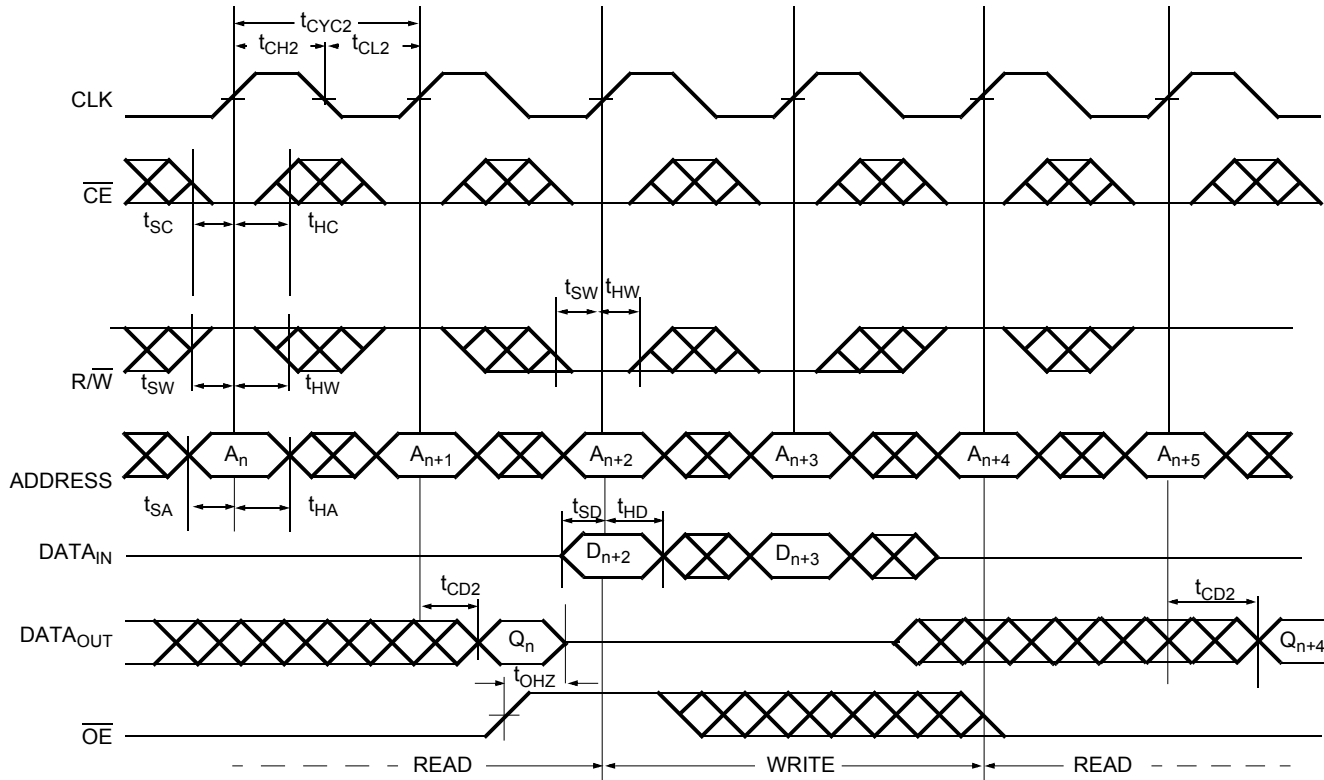 tCYC2
tCH2 tCL2
CLK
CE
tSC tHC
tSW tHW
R/W
tSW tHW
An An+1 An+2 An+3 An+4 An+5
ADDRESS
tSA tHA
tSD tHD
DATAIN
Dn+2 Dn+3
tCD2 tCD2
DATAOUT
Qn Qn+4
tOHZ
OE
READ WRITE READ